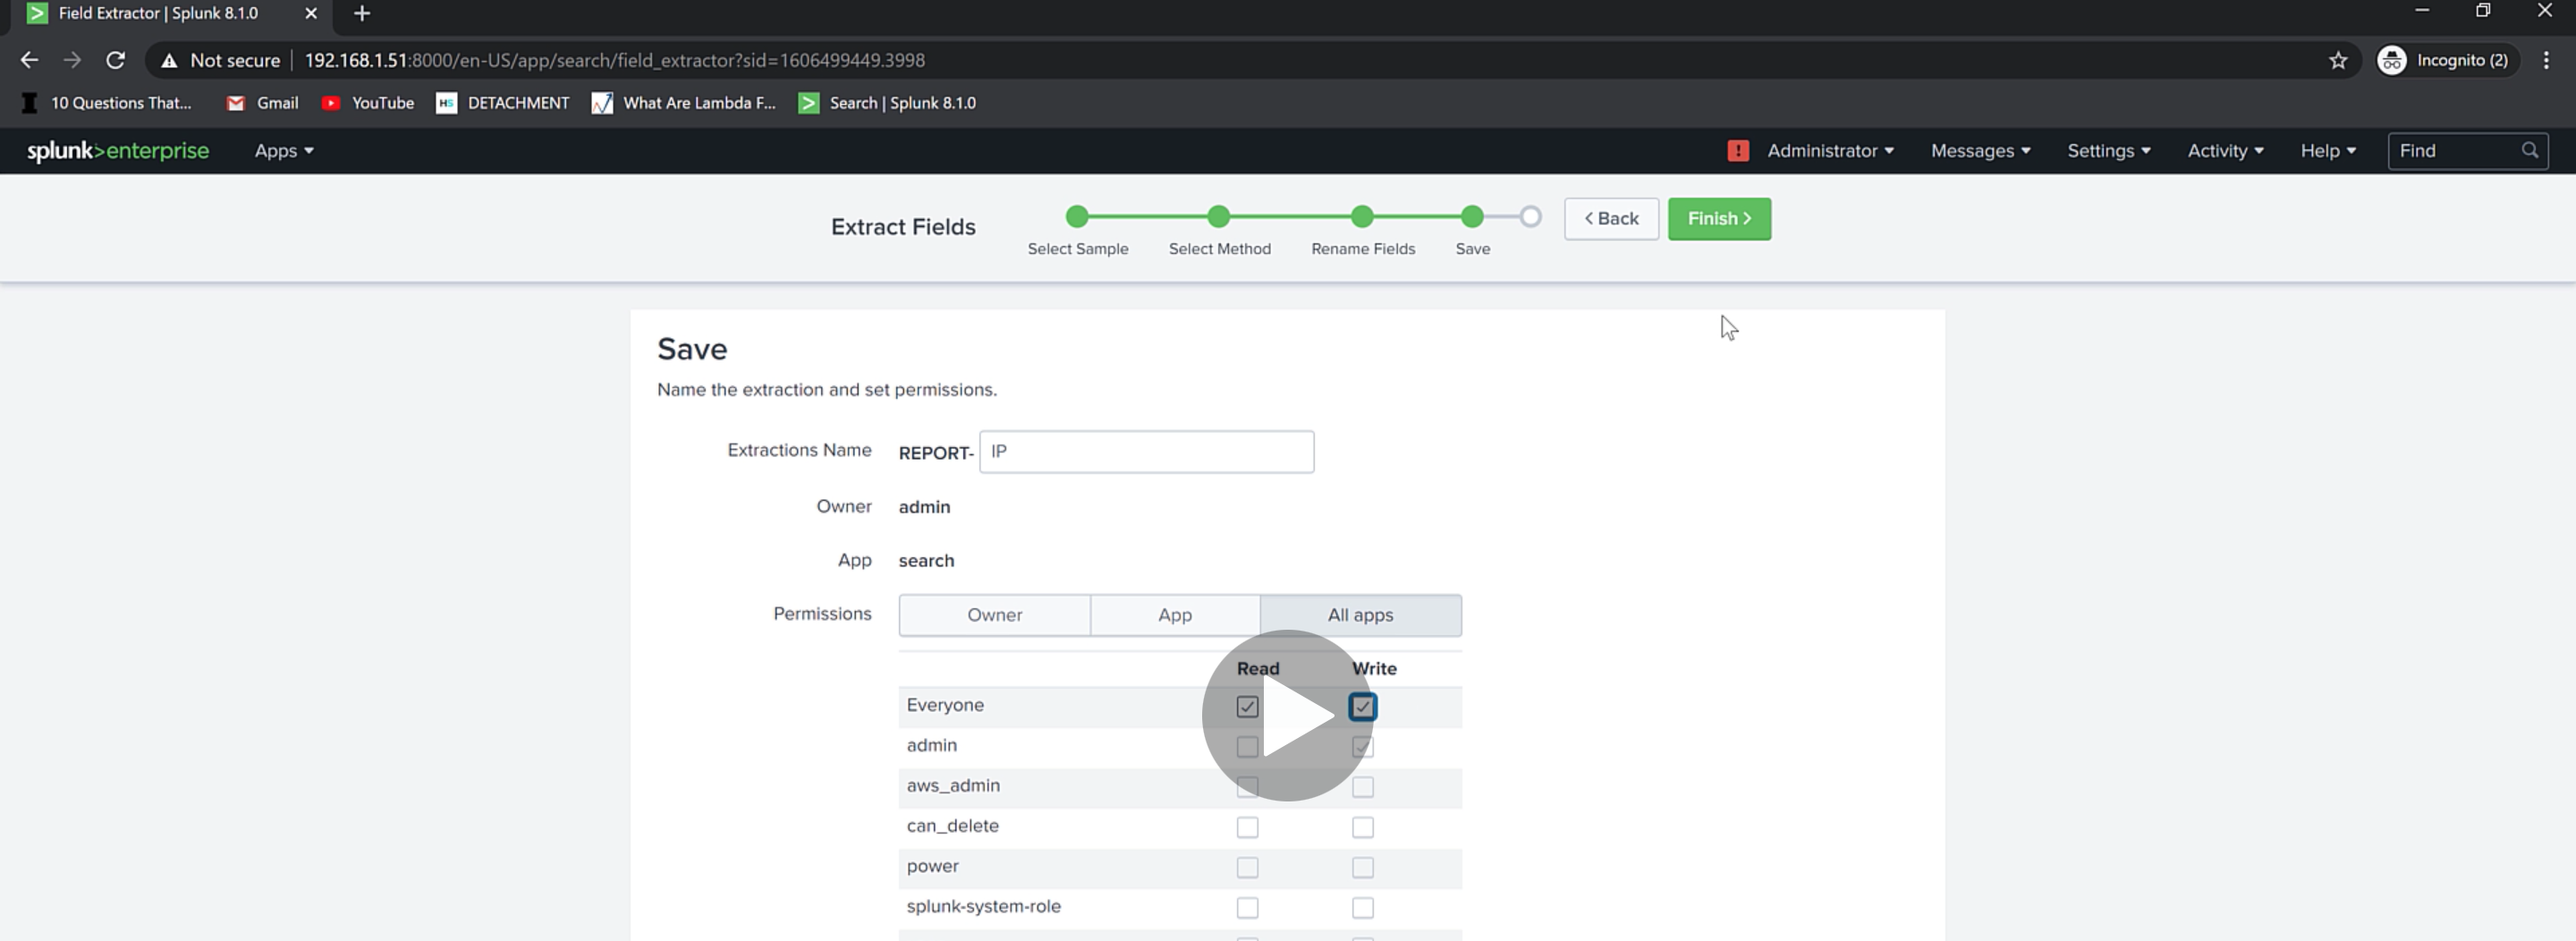 Field Extractor | Splunk 8.1.0
Not secure 192.168.1.51:8000/en-US/app/search/field_extractor?sid=1606499449.3998 Incognito (2)
10 Questions That... Gmail YouTube HS DETACHMENT What Are Lambda F... Search | Splunk 8.1.0
splunk>enterprise Apps ! Administrator Messages Settings Activity Help Find
Extract Fields < Back Finish >
Select Sample Select Method Rename Fields Save
Save
Name the extraction and set permissions.
Extractions Name REPORT- IP
Owner admin
App search
Permissions Owner App All apps
Read Write
Everyone
admin
aws_admin
can_delete
power
splunk-system-role